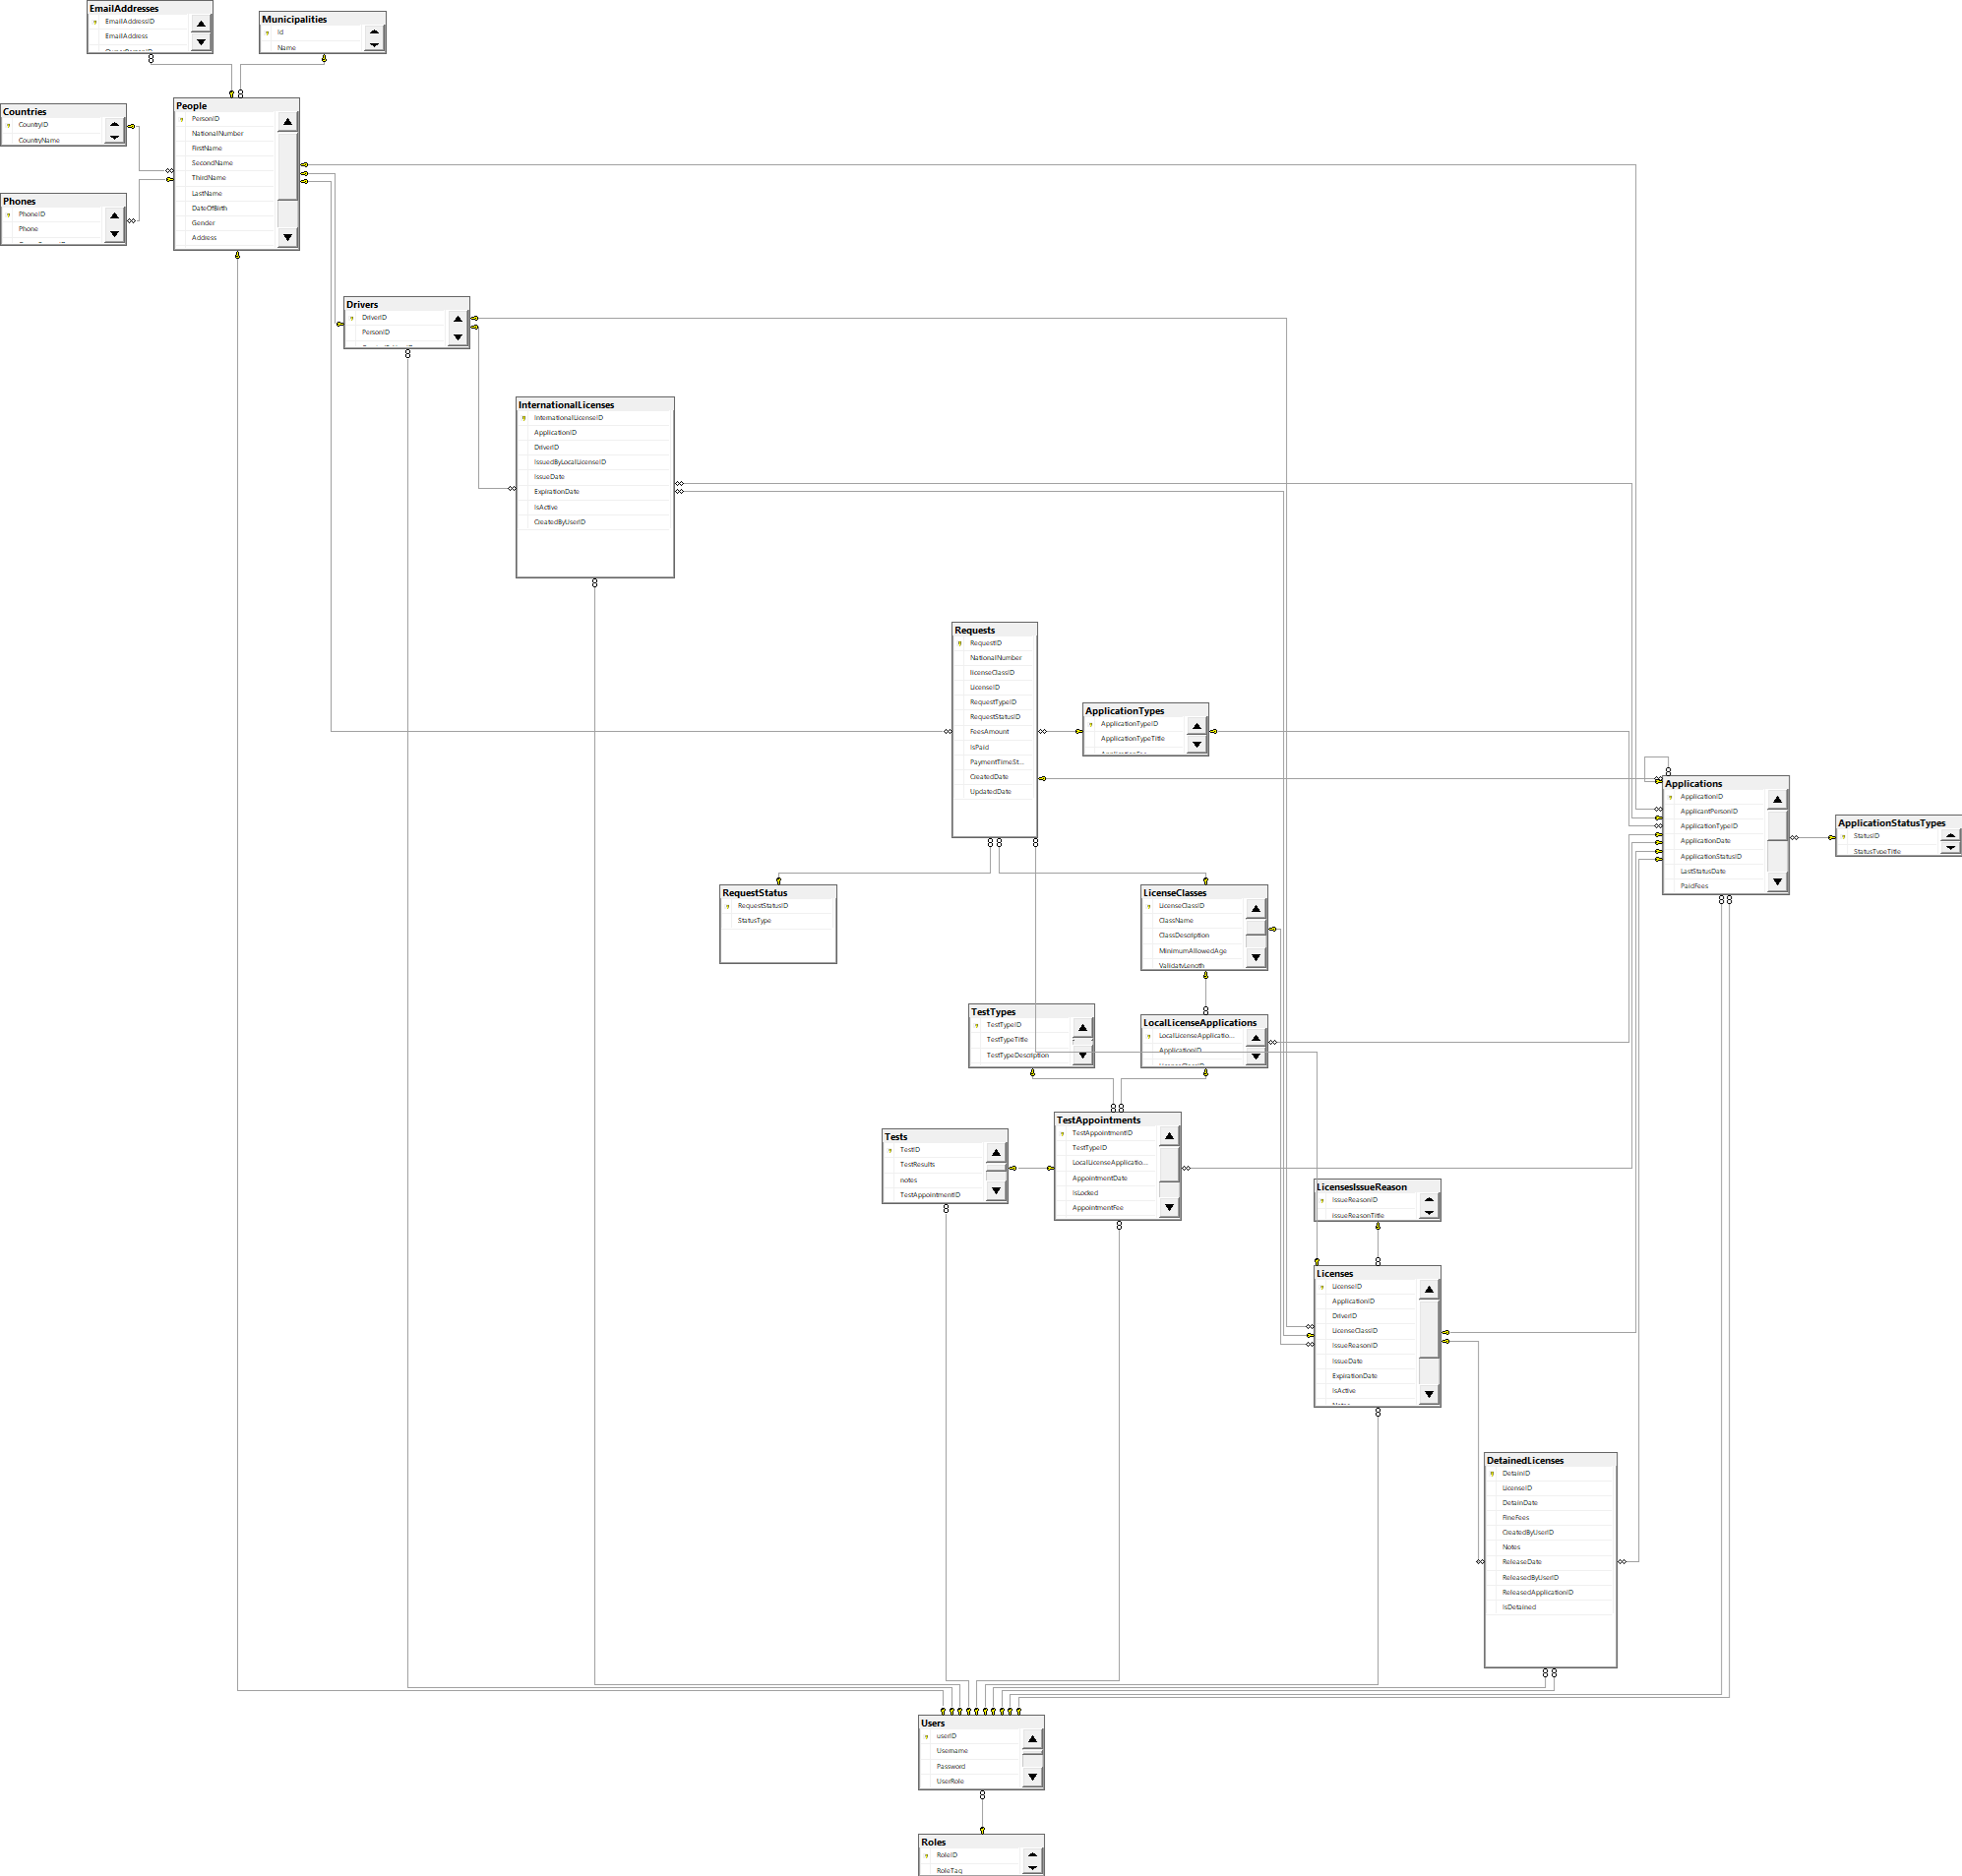 EmailAddresses
EmailAddressID
EmailAddress
Municipalities
Id
Name
Countries
CountryID
CountryName
People
PersonID
NationalNumber
FirstName
SecondName
ThirdName
LastName
DateOfBirth
Gender
Address
Phones
PhoneID
Phone
Drivers
DriverID
PersonID
InternationalLicenses
InternationalLicenseID
ApplicationID
DriverID
IssuedByLocalLicenseID
IssueDate
ExpirationDate
IsActive
CreatedByUserID
Requests
RequestID
NationalNumber
licenseClassID
LicenseID
RequestTypeID
RequestStatusID
FeesAmount
IsPaid
PaymentTimeSt...
CreatedDate
UpdatedDate
ApplicationTypes
ApplicationTypeID
ApplicationTypeTitle
Applications
ApplicationID
ApplicantPersonID
ApplicationTypeID
ApplicationDate
ApplicationStatusID
LastStatusDate
PaidFees
ApplicationStatusTypes
StatusID
StatusTypeTitle
RequestStatus
RequestStatusID
StatusType
LicenseClasses
LicenseClassID
ClassName
ClassDescription
MinimumAllowedAge
ValidatyLength
TestTypes
TestTypeID
TestTypeTitle
TestTypeDescription
LocalLicenseApplications
LocalLicenseApplicatio...
ApplicationID
TestAppointments
TestAppointmentID
TestTypeID
LocalLicenseApplicatio...
AppointmentDate
IsLocked
AppointmentFee
Tests
TestID
TestResults
notes
TestAppointmentID
LicensesIssueReason
IssueReasonID
IssueReasonTitle
Licenses
LicenseID
ApplicationID
DriverID
LicenseClassID
IssueReasonID
IssueDate
ExpirationDate
IsActive
DetainedLicenses
DetainID
LicenseID
DetainDate
FineFees
CreatedByUserID
Notes
ReleaseDate
ReleasedByUserID
ReleasedApplicationID
IsDetained
Users
userID
Username
Password
UserRole
Roles
RoleID
RoleTag